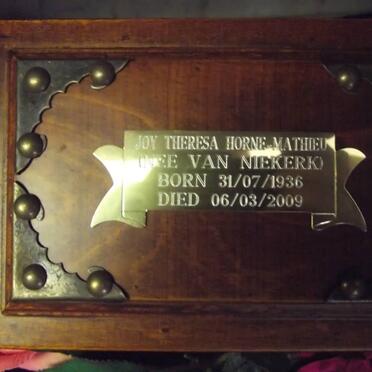 JOY THERESA HORNE-MATHIEU
(NEE VAN NIEKERK)
BORN 31/07/1936
DIED 06/03/2009